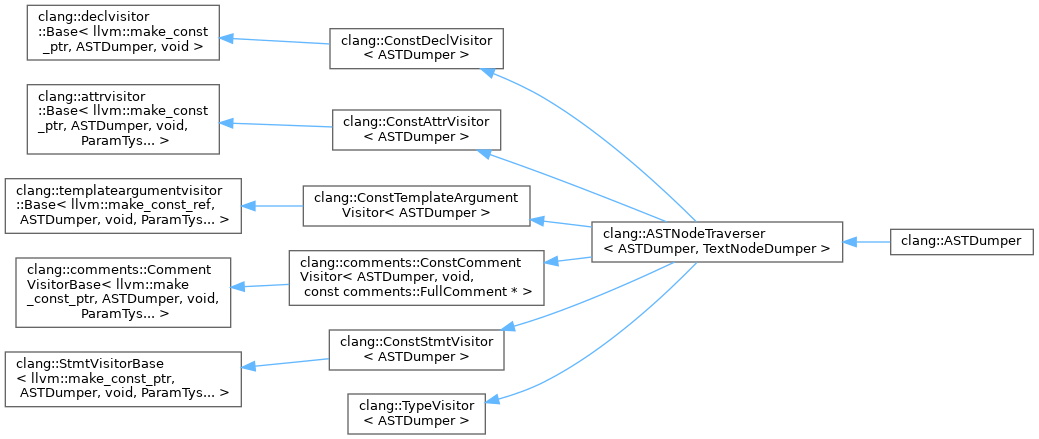 clang::declvisitor
::Base< llvm::make_const
_ptr, ASTDumper, void >
clang::ConstDeclVisitor
< ASTDumper >
clang::attrvisitor
::Base< llvm::make_const
_ptr, ASTDumper, void,
ParamTys... >
clang::ConstAttrVisitor
< ASTDumper >
clang::templateargumentvisitor
::Base< llvm::make_const_ref,
ASTDumper, void, ParamTys... >
clang::ConstTemplateArgument
Visitor< ASTDumper >
clang::ASTNodeTraverser
< ASTDumper, TextNodeDumper >
clang::ASTDumper
clang::comments::Comment
VisitorBase< llvm::make
_const_ptr, ASTDumper, void,
ParamTys... >
clang::comments::ConstComment
Visitor< ASTDumper, void,
const comments::FullComment * >
clang::ConstStmtVisitor
< ASTDumper >
clang::StmtVisitorBase
< llvm::make_const_ptr,
ASTDumper, void, ParamTys... >
clang::TypeVisitor
< ASTDumper >